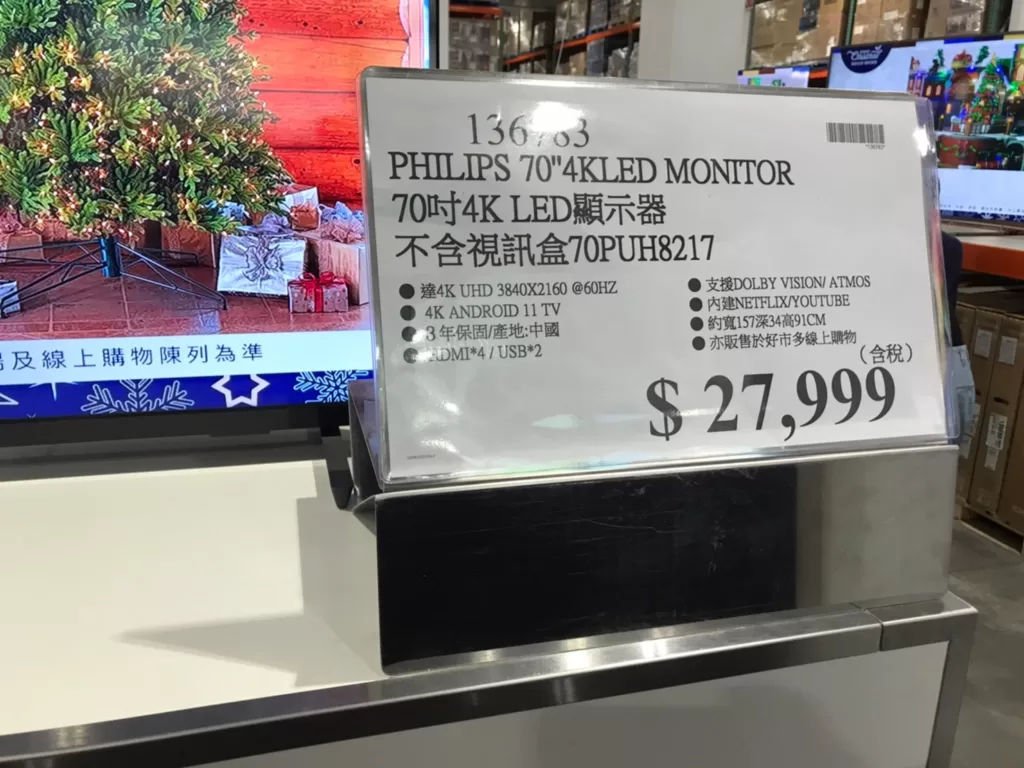 136783
PHILIPS 70"4KLED MONITOR
70吋4K LED顯示器
不含視訊盒70PUH8217
● 達4K UHD 3840X2160 @60HZ
● 4K ANDROID 11 TV
● 3年保固/產地:中國
● HDMI*4 / USB*2
● 支援DOLBY VISION/ ATMOS
● 內建NETFLIX/YOUTUBE
● 約寬157深34高91CM
● 亦販售於好市多線上購物
(含稅)
$ 27,999
及線上購物陳列為準